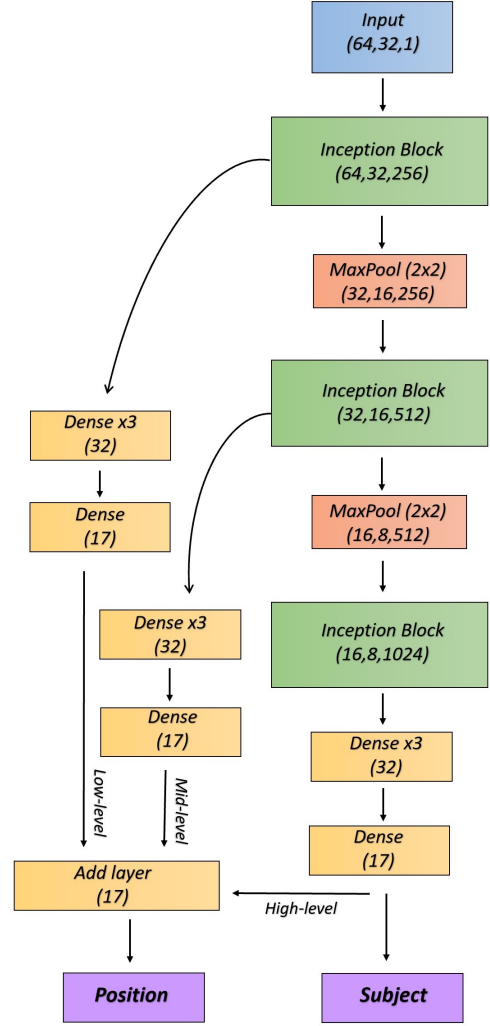 Input
(64,32,1)
Inception Block
(64,32,256)
MaxPool (2x2)
(32,16,256)
Inception Block
(32,16,512)
Dense x3
(32)
Dense
(17)
MaxPool (2x2)
(16,8,512)
Dense x3
(32)
Inception Block
(16,8,1024)
Dense
(17)
Dense x3
(32)
Low-level
Mid-level
Dense
(17)
Add layer
(17)
High-level
Position
Subject